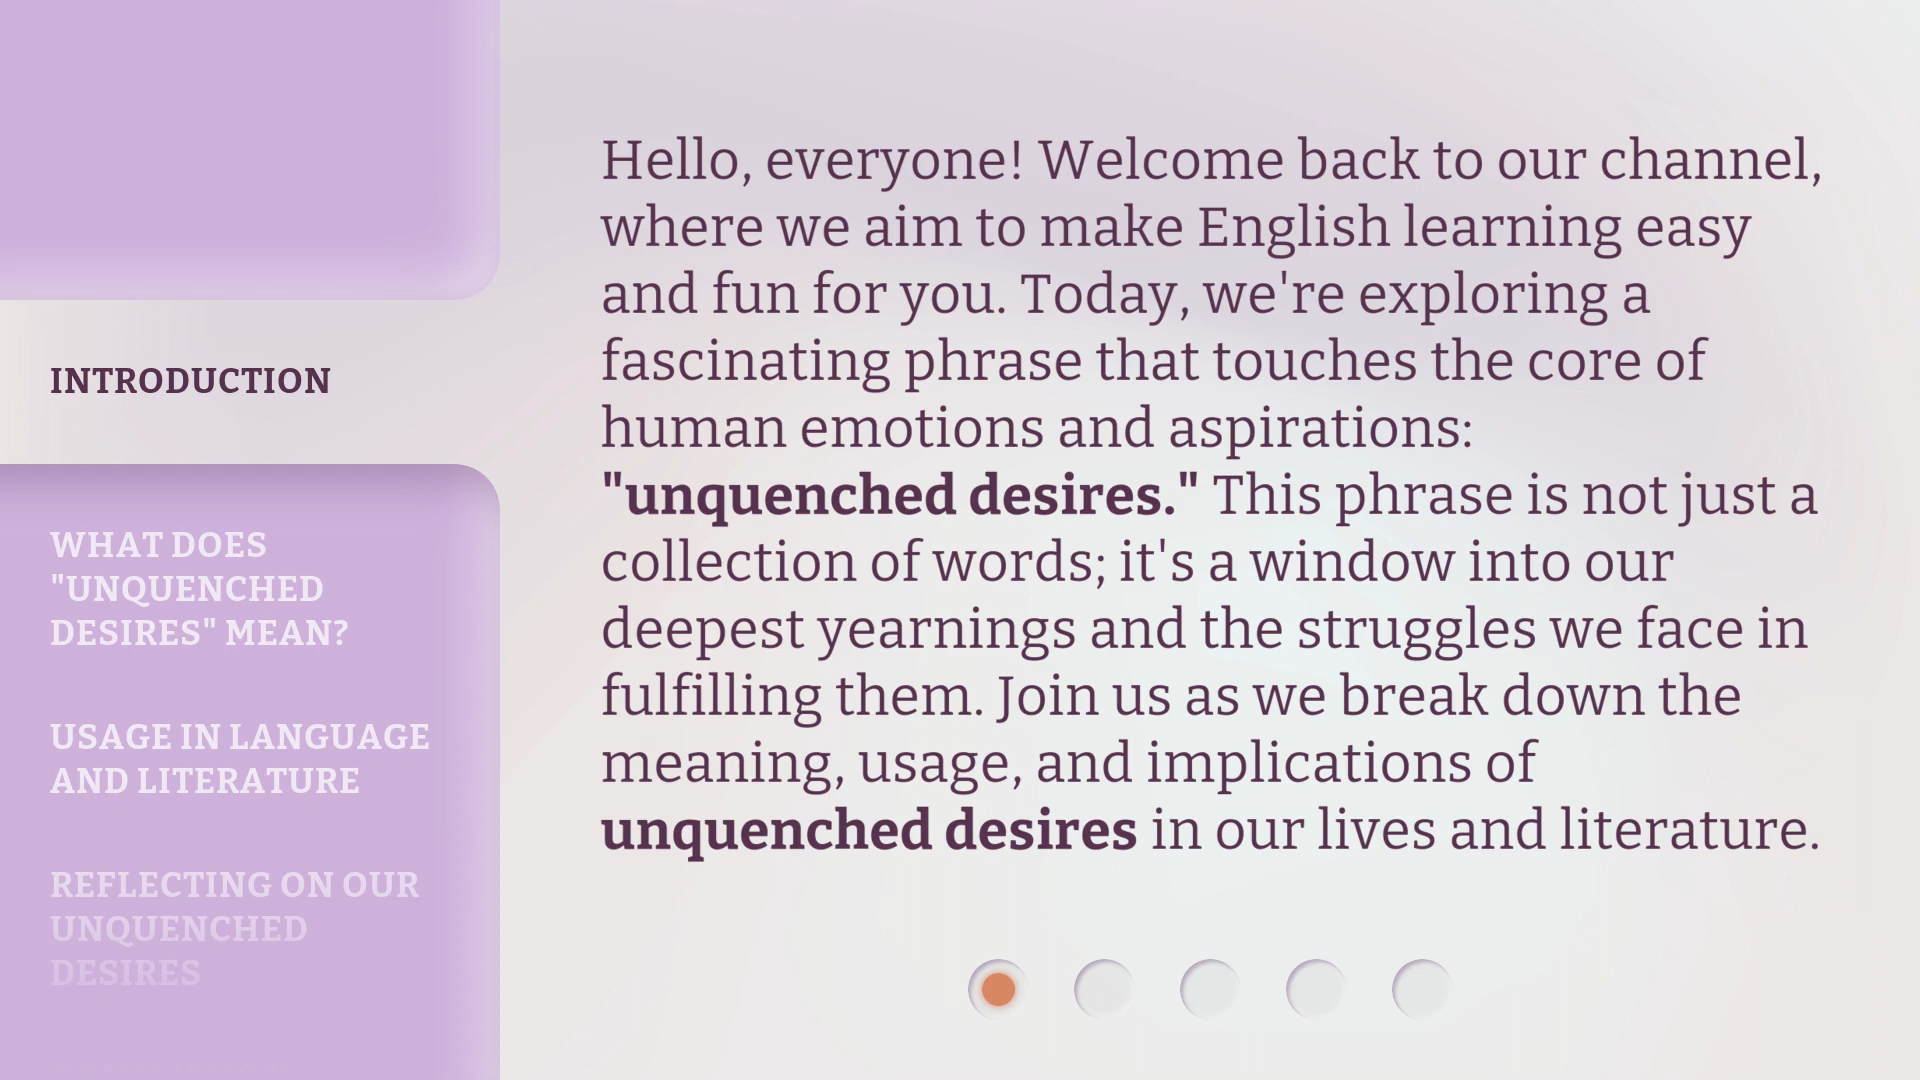 INTRODUCTION
WHAT DOES
"UNQUENCHED
DESIRES" MEAN?
USAGE IN LANGUAGE
AND LITERATURE
REFLECTING ON OUR
UNQUENCHED
DESIRES
Hello, everyone! Welcome back to our channel,
where we aim to make English learning easy
and fun for you. Today, we're exploring a
fascinating phrase that touches the core of
human emotions and aspirations:
"unquenched desires." This phrase is not just a
collection of words; it's a window into our
deepest yearnings and the struggles we face in
fulfilling them. Join us as we break down the
meaning, usage, and implications of
unquenched desires in our lives and literature.